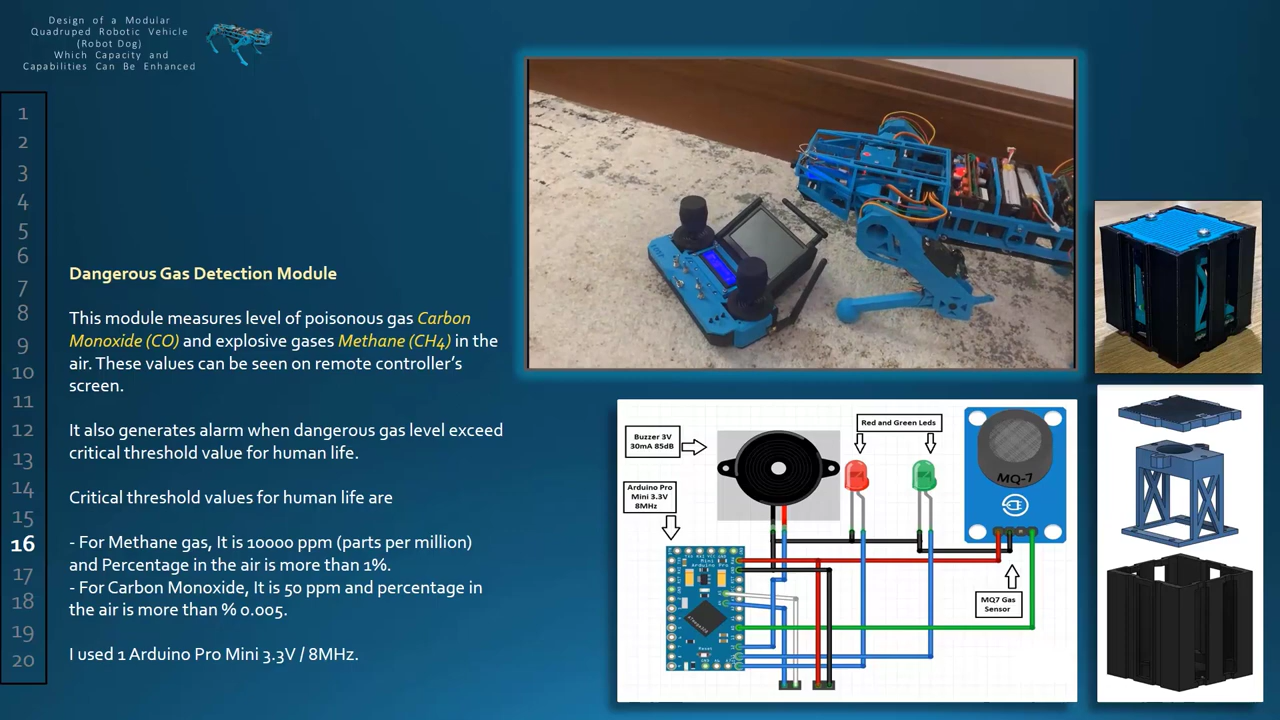 Design of a Modular
Quadruped Robotic Vehicle
(Robot Dog)
Which Capacity and
Capabilities Can Be Enhanced
1
2
3
4
5
6
7
8
9
10
11
12
13
14
15
16
17
18
19
20
Dangerous Gas Detection Module
This module measures level of poisonous gas Carbon
Monoxide (CO) and explosive gases Methane (CH4) in the
air. These values can be seen on remote controller's
screen.
It also generates alarm when dangerous gas level exceed
critical threshold value for human life.
Critical threshold values for human life are
- For Methane gas, It is 10000 ppm (parts per million)
and Percentage in the air is more than 1%.
- For Carbon Monoxide, It is 50 ppm and percentage in
the air is more than % 0.005.
I used 1 Arduino Pro Mini 3.3V / 8MHz.
Buzzer 3V
30mA 85dB
Red and Green Leds
Arduino Pro
Mini 3.3V
8MHz
MQ-7
MQ7 Gas
Sensor